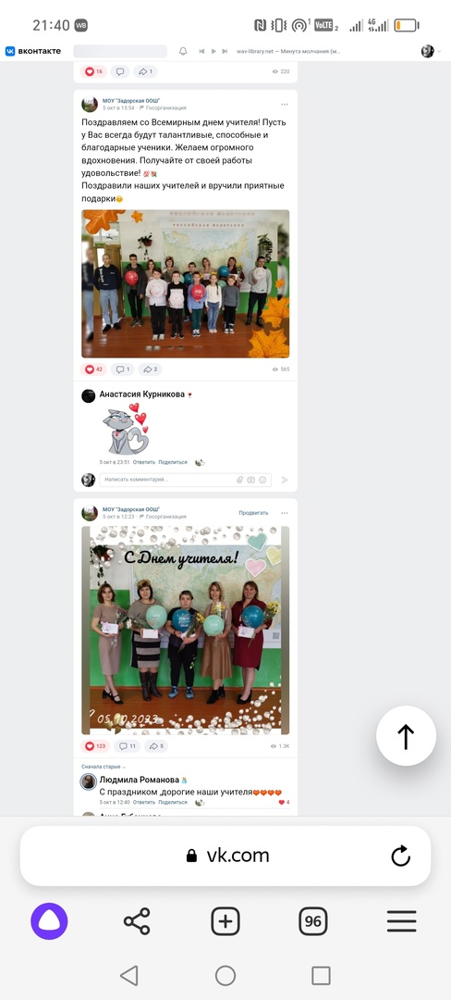 21:40 WB
VoLTE 2 4G
вконтакте
wav-library.net — Минута молчания (м...
16 1 220
МОУ "Задорская ООШ"
5 окт в 15:54 · Госорганизация
Поздравляем со Всемирным днем учителя! Пусть
у Вас всегда будут талантливые, способные и
благодарные ученики. Желаем огромного
вдохновения. Получайте от своей работы
удовольствие! 💯💐
Поздравили наших учителей и вручили приятные
подарки😊
42 1 2 565
Анастасия Курникова🍷
5 окт в 23:51 Ответить Поделиться
Написать комментарий...
МОУ "Задорская ООШ"
5 окт в 12:23 · Госорганизация
Продвигать
С Днем учителя!
05.10.2023
123 11 5 1.3K
Сначала старые
Людмила Романова
С праздником ,дорогие наши учителя❤❤❤❤
5 окт в 12:40 Ответить Поделиться 4
vk.com
96